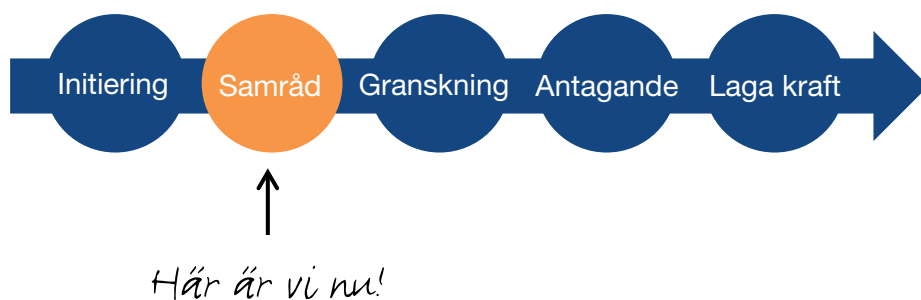 Initiering Samråd Granskning Antagande Laga kraft
Här är vi nu!